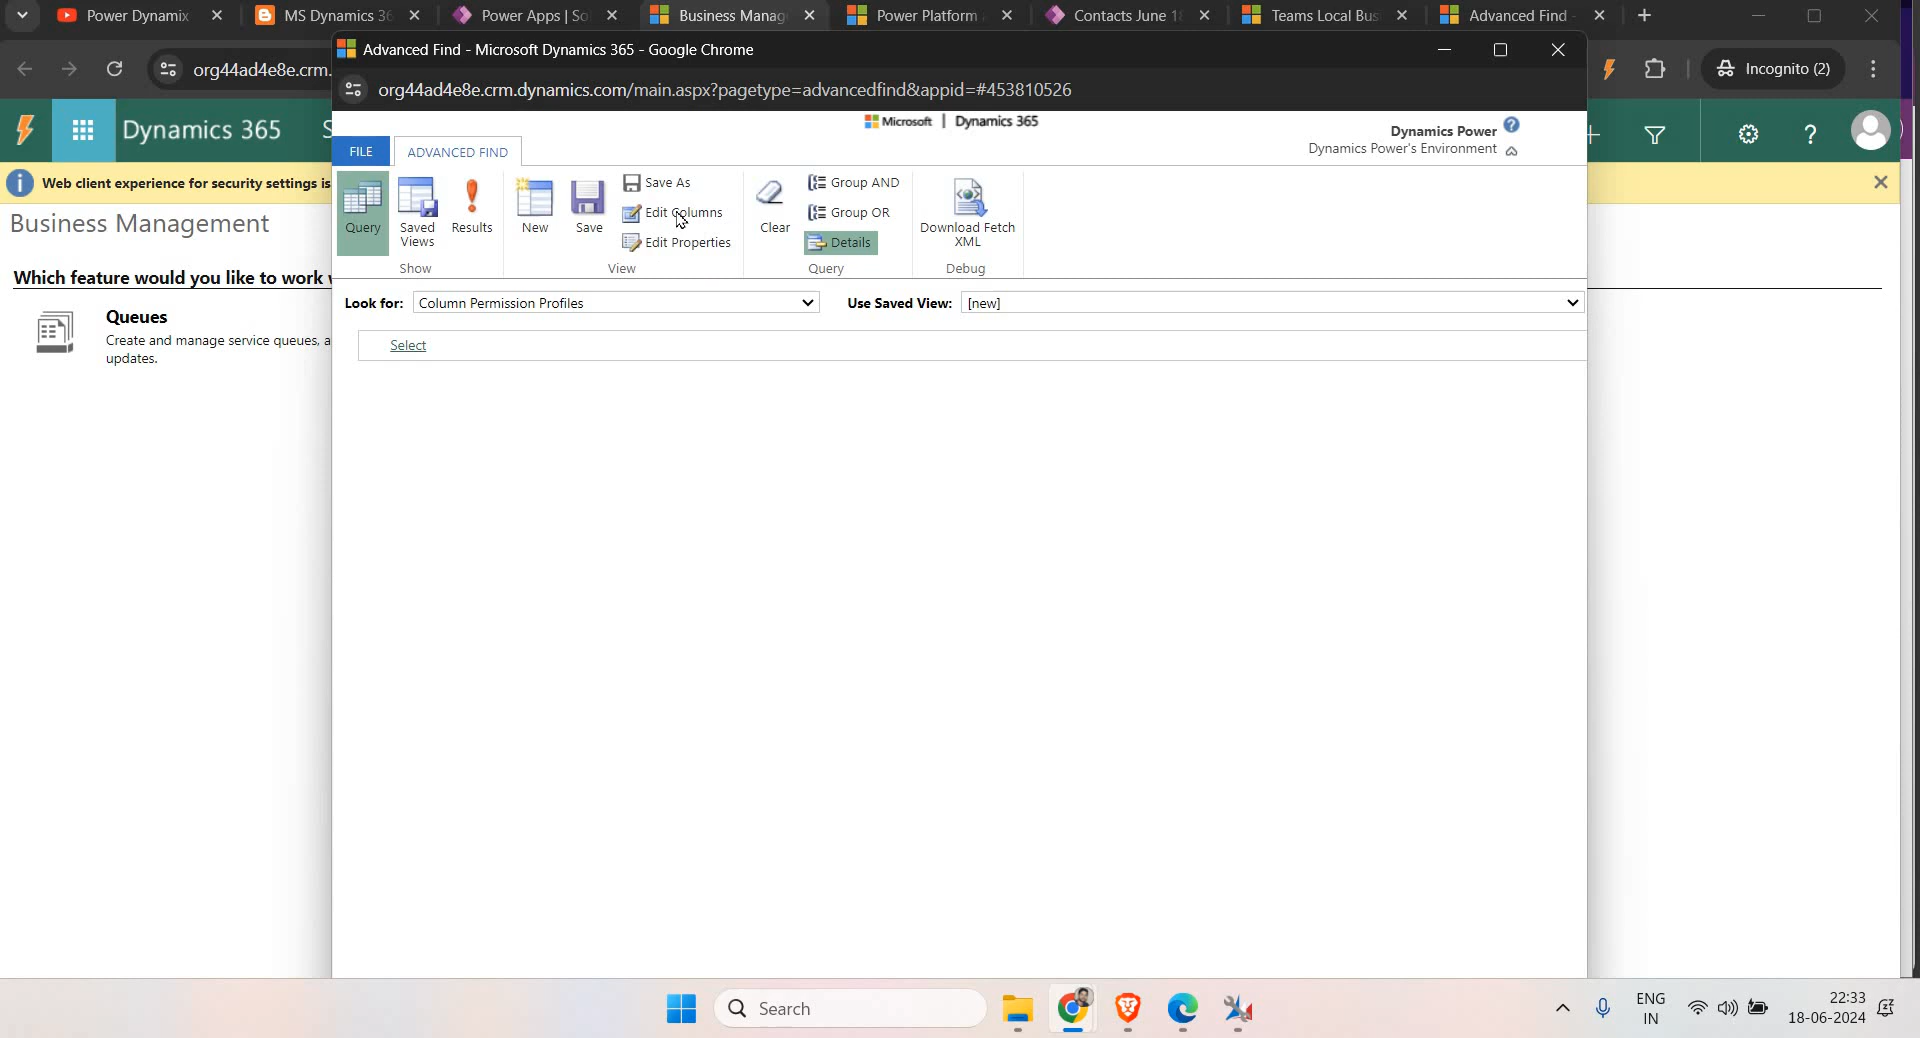 Power Dynamix
MS Dynamics 36
Power Apps | So
Business Manag
Power Platform
Contacts June 18
Teams Local Bus
Advanced Find -
Advanced Find - Microsoft Dynamics 365 - Google Chrome
org44ad4e8e.crm.
org44ad4e8e.crm.dynamics.com/main.aspx?pagetype=advancedfind&appid=#453810526
Incognito (2)
Dynamics 365
Microsoft | Dynamics 365
Dynamics Power
Dynamics Power's Environment
FILE
ADVANCED FIND
Web client experience for security settings is
Business Management
Which feature would you like to work
Queues
Create and manage service queues, a
updates.
Query
Saved
Views
Results
Show
New
Save
Save As
Edit Columns
Edit Properties
View
Clear
Group AND
Group OR
Details
Query
Download Fetch
XML
Debug
Look for:
Column Permission Profiles
Use Saved View:
[new]
Select
Search
ENG
IN
22:33
18-06-2024